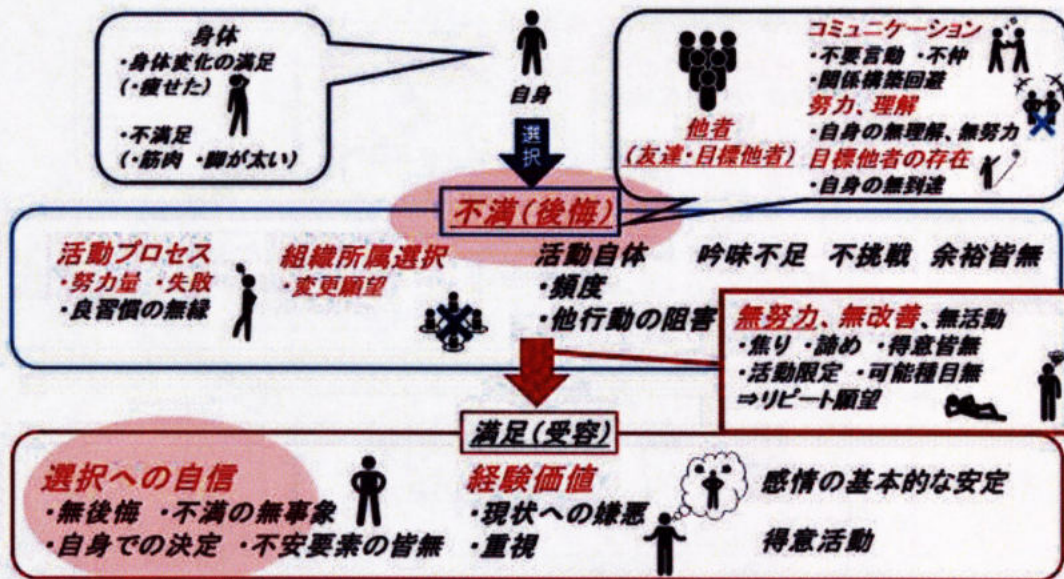 身体
・身体変化の満足
(・痩せた)
・不満足
(・筋肉 ・脚が太い)
自身
選択
他者
(友達・目標他者)
コミュニケーション
・不要言動 ・不仲
・関係構築回避
努力、理解
・自身の無理解、無努力
目標他者の存在
・自身の無到達
不満(後悔)
活動プロセス
・努力量 ・失敗
・良習慣の無縁
組織所属選択
・変更願望
活動自体
・頻度
・他行動の阻害
吟味不足 不挑戦 余裕皆無
無努力、無改善、無活動
・焦り ・諦め ・得意皆無
・活動限定 ・可能種目無
⇒リピート願望
満足(受容)
選択への自信
・無後悔 ・不満の無事象
・自身での決定 ・不安要素の皆無
経験価値
・現状への嫌悪
・重視
感情の基本的な安定
得意活動